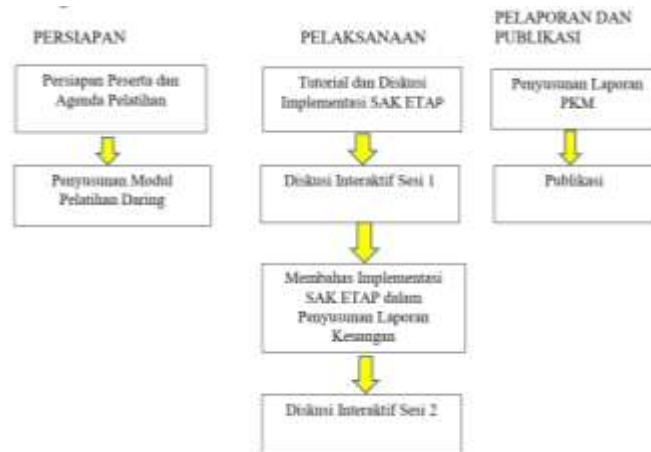 PERSIAPAN
Persiapan Peserta dan
Agenda Pelatihan
Penyusunan Modul
Pelatihan Daring
PELAKSANAAN
Tutorial dan Diskusi
Implementasi SAK ETAP
Diskusi Interaktif Sesi 1
Membahas Implementasi
SAK ETAP dalam
Penyusunan Laporan
Kesangan
Diskusi Interaktif Sesi 2
PELAPORAN DAN
PUBLIKASI
Penyusunan Laporan
PKM
Publikasi